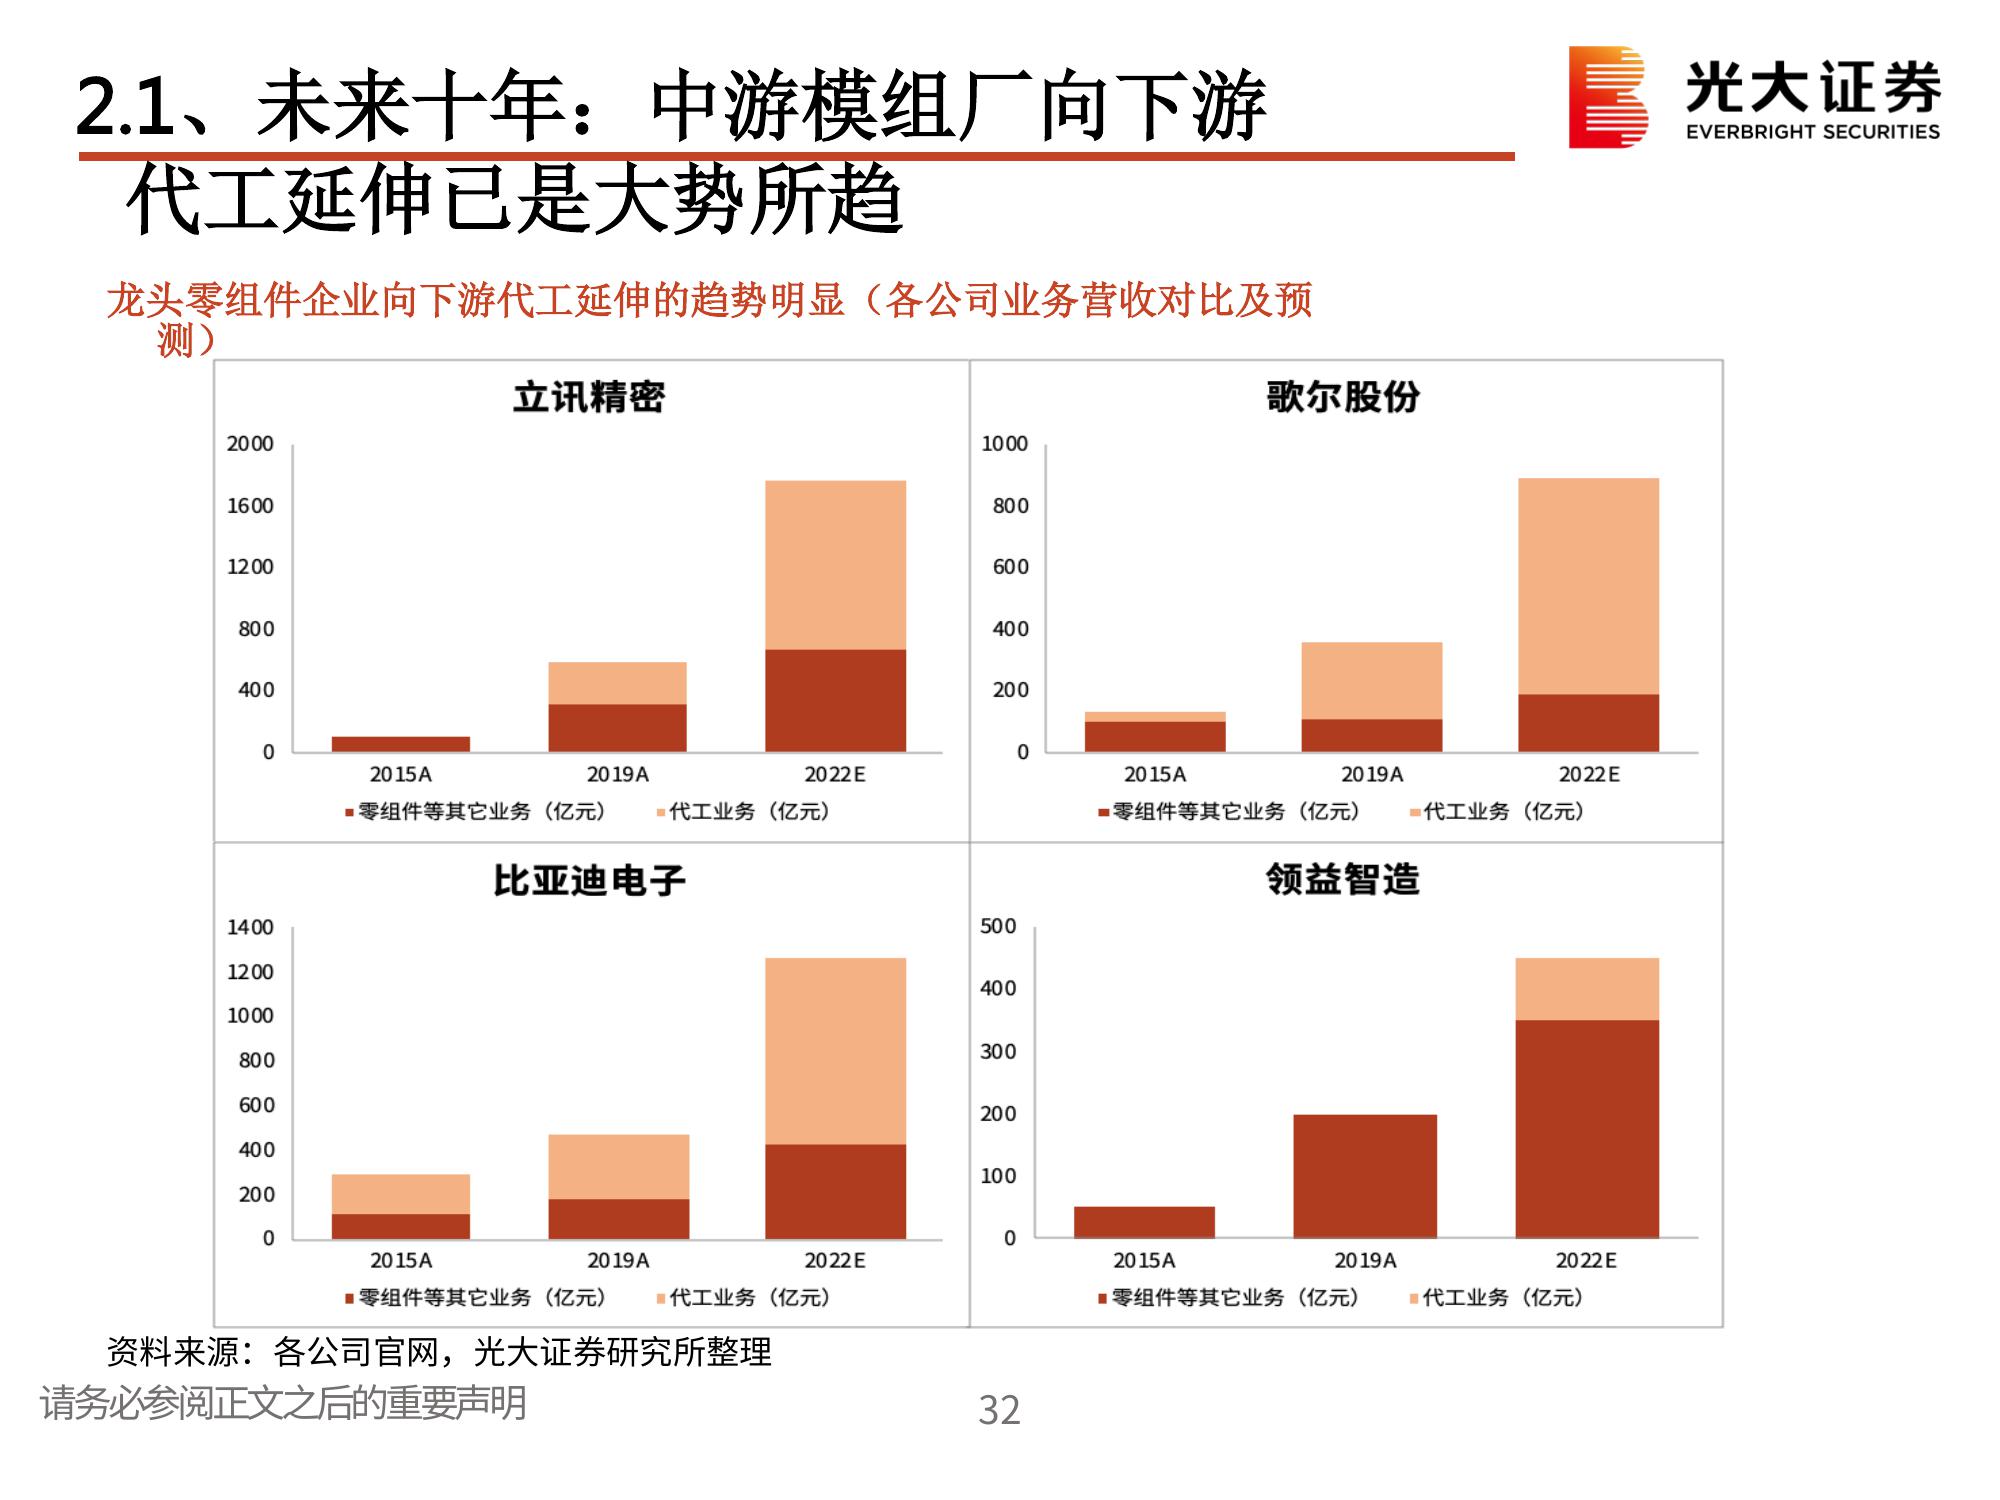 2.1、未来十年：中游模组厂向下游
代工延伸已是大势所趋
光大证券
EVERBRIGHT SECURITIES
龙头零组件企业向下游代工延伸的趋势明显（各公司业务营收对比及预
测）
立讯精密
2000
1600
1200
800
400
0
2015A 2019A 2022E
零组件等其它业务（亿元） 代工业务（亿元）
歌尔股份
1000
800
600
400
200
0
2015A 2019A 2022E
零组件等其它业务（亿元） 代工业务（亿元）
比亚迪电子
1400
1200
1000
800
600
400
200
0
2015A 2019A 2022E
零组件等其它业务（亿元） 代工业务（亿元）
领益智造
500
400
300
200
100
0
2015A 2019A 2022E
零组件等其它业务（亿元） 代工业务（亿元）
资料来源：各公司官网，光大证券研究所整理
请务必参阅正文之后的重要声明
32